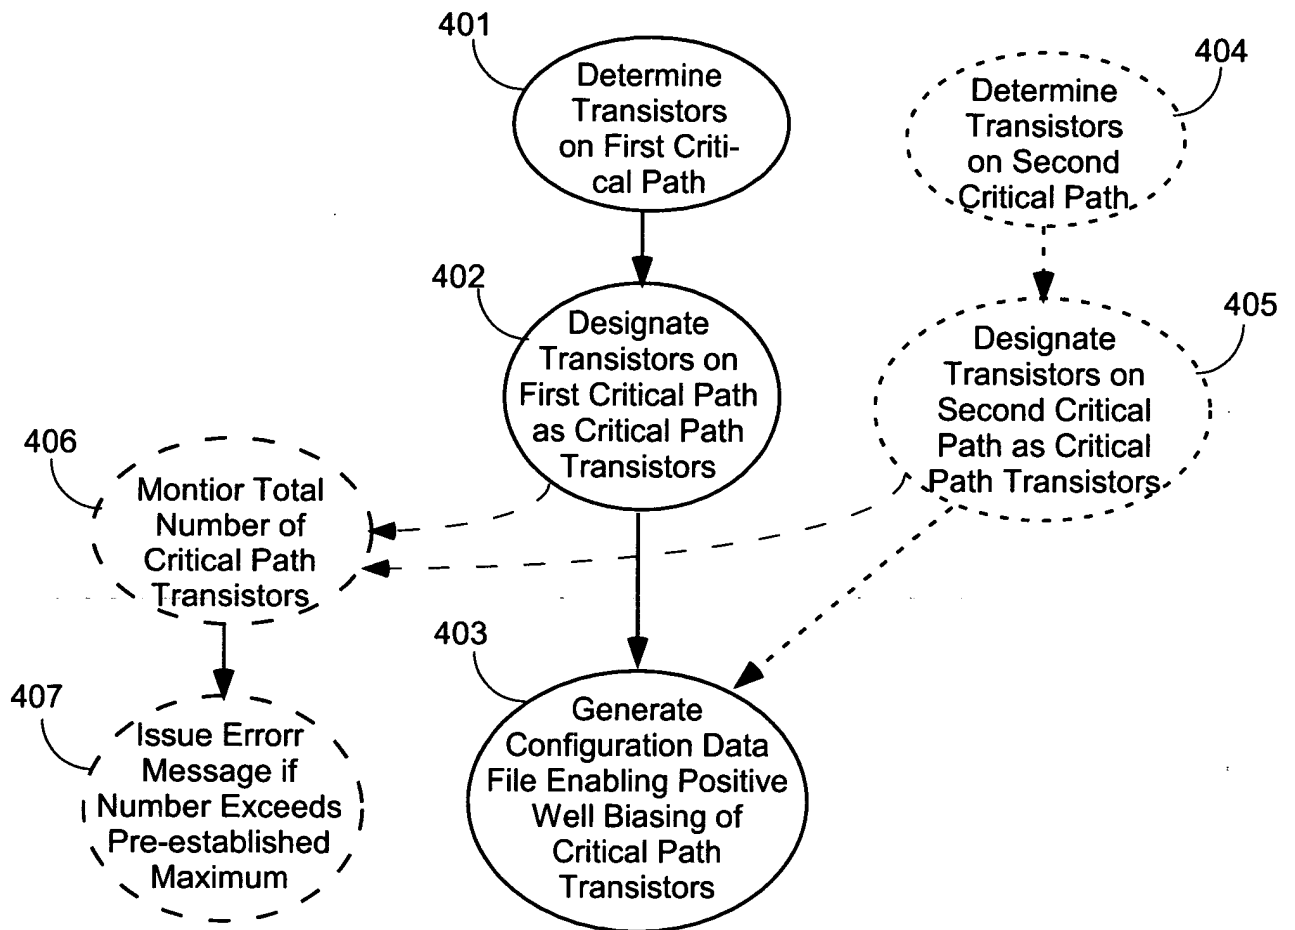 401
Determine
Transistors
on First Criti-
cal Path
404
Determine
Transistors
on Second
Critical Path
402
Designate
Transistors on
First Critical Path
as Critical Path
Transistors
405
Designate
Transistors on
Second Critical
Path as Critical
Path Transistors
406
Montior Total
Number of
Critical Path
Transistors
403
Generate
Configuration Data
File Enabling Positive
Well Biasing of
Critical Path
Transistors
407
Issue Errorr
Message if
Number Exceeds
Pre-established
Maximum